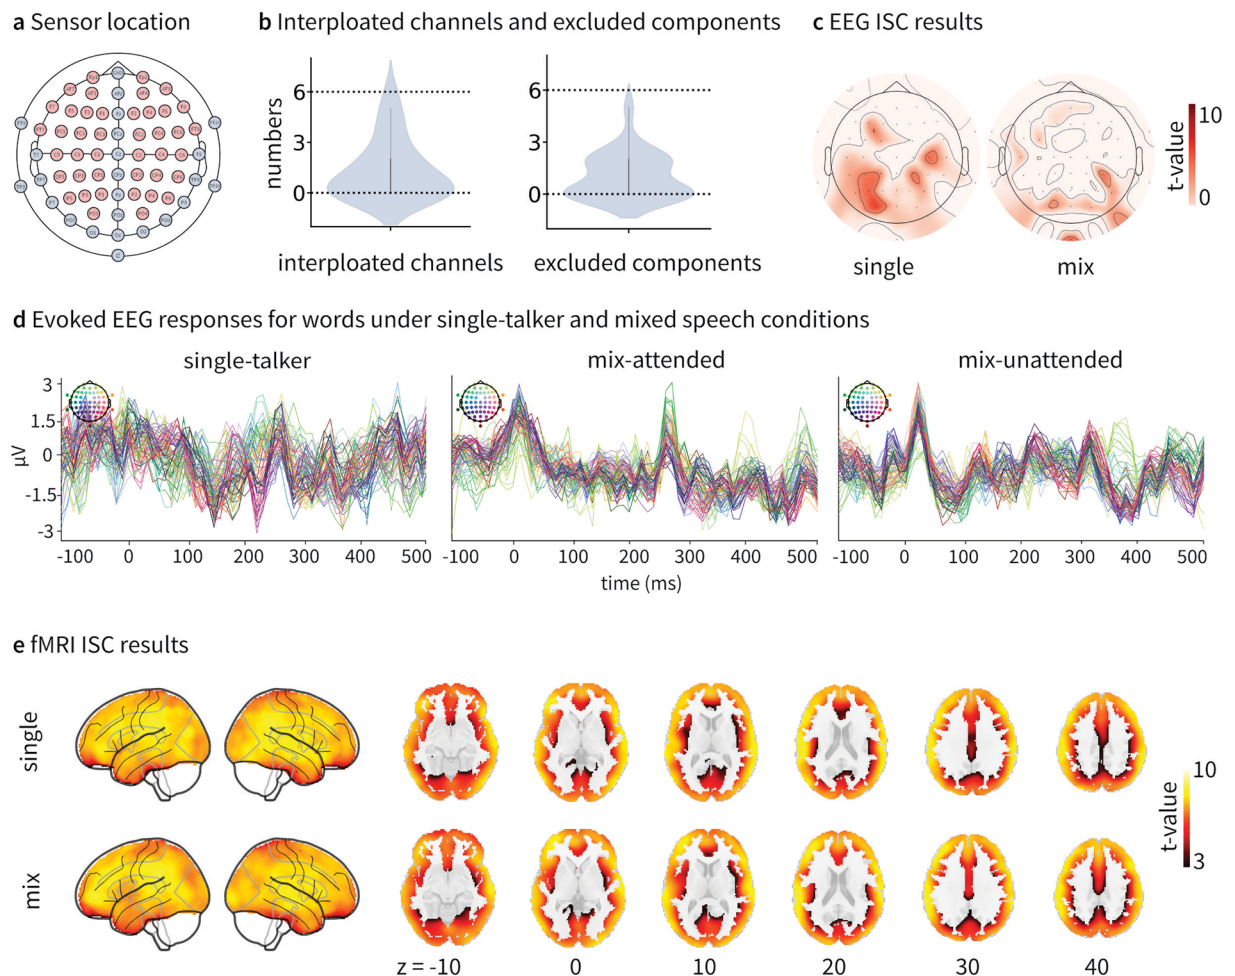 a Sensor location
b Interploated channels and excluded components
c EEG ISC results
numbers
6
3
0
interploated channels
6
3
0
excluded components
single
mix
t-value
10
0
d Evoked EEG responses for words under single-talker and mixed speech conditions
single-talker
mix-attended
mix-unattended
μV
3
1.5
0
-1.5
-3
-100 0 100 200 300 400 500
-100 0 100 200 300 400 500
-100 0 100 200 300 400 500
time (ms)
e fMRI ISC results
single
mix
t-value
10
3
z = -10 0 10 20 30 40